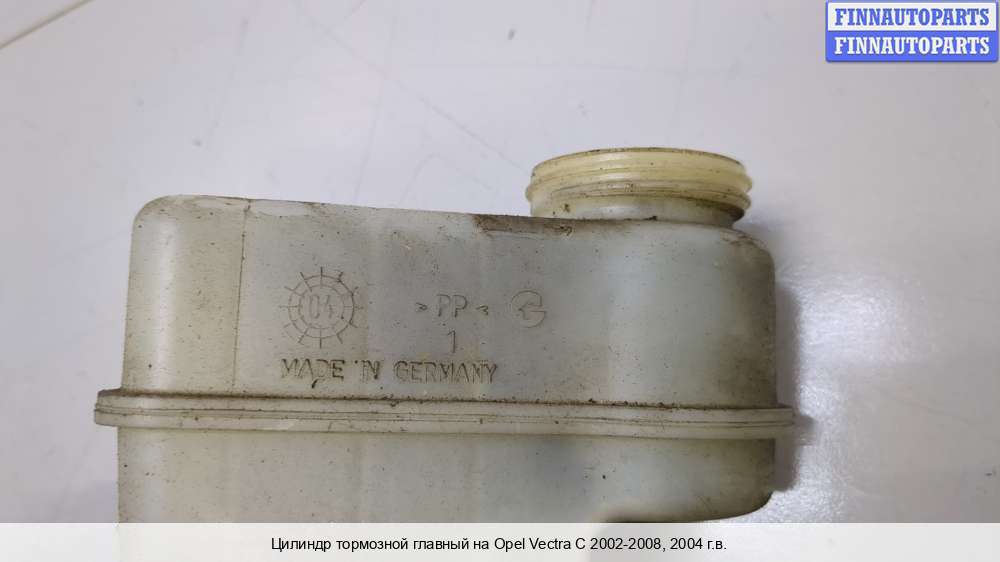 FINNAUTOPARTS
FINNAUTOPARTS
04
>PP<
1
MADE IN GERMANY
Цилиндр тормозной главный на Opel Vectra C 2002-2008, 2004 г.в.